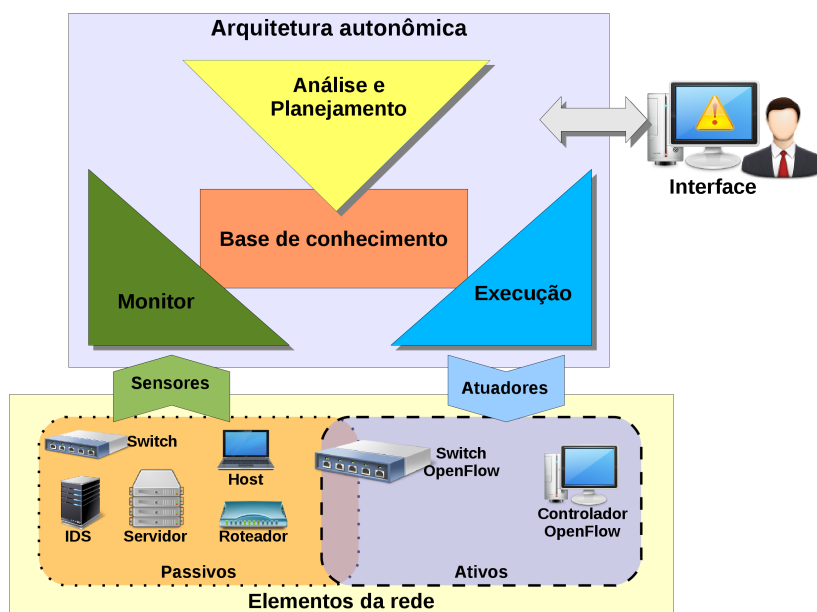 Arquitetura autonômica
Análise e
Planejamento
Interface
Base de conhecimento
Monitor
Execução
Sensores
Atuadores
Switch
Host
Switch
OpenFlow
IDS
Servidor
Roteador
Controlador
OpenFlow
Passivos
Ativos
Elementos da rede